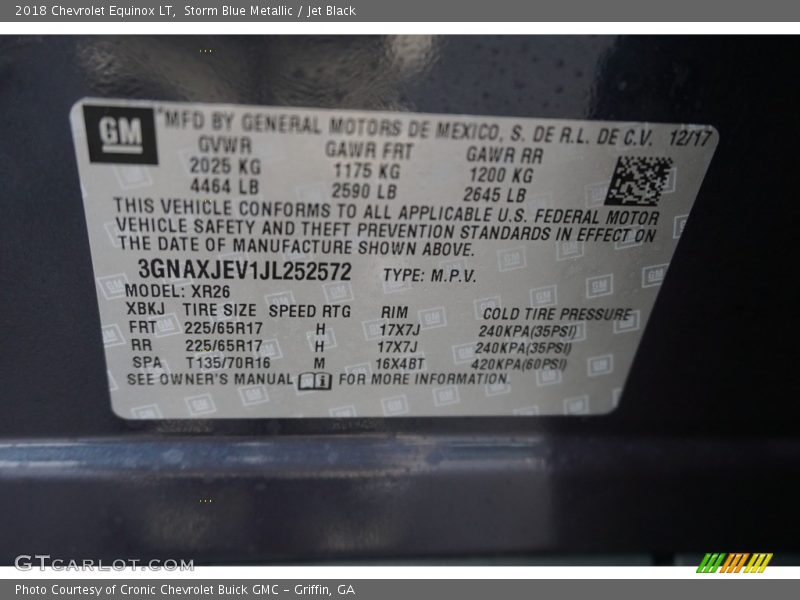 2018 Chevrolet Equinox LT, Storm Blue Metallic / Jet Black
GM
*MFD BY GENERAL MOTORS DE MEXICO, S. DE R.L. DE C.V. 12/17
GVWR GAWR FRT GAWR RR
2025 KG 1175 KG 1200 KG
4464 LB 2590 LB 2645 LB
THIS VEHICLE CONFORMS TO ALL APPLICABLE U.S. FEDERAL MOTOR
VEHICLE SAFETY AND THEFT PREVENTION STANDARDS IN EFFECT ON
THE DATE OF MANUFACTURE SHOWN ABOVE.
3GNAXJEV1JL252572 TYPE: M.P.V.
MODEL: XR26
XBKJ TIRE SIZE SPEED RTG RIM COLD TIRE PRESSURE
FRT 225/65R17 H 17X7J 240KPA(35PSI)
RR 225/65R17 H 17X7J 240KPA(35PSI)
SPA T135/70R16 M 16X4BT 420KPA(60PSI)
SEE OWNER'S MANUAL FOR MORE INFORMATION.
GTCARLOT.COM
Photo Courtesy of Cronic Chevrolet Buick GMC – Griffin, GA